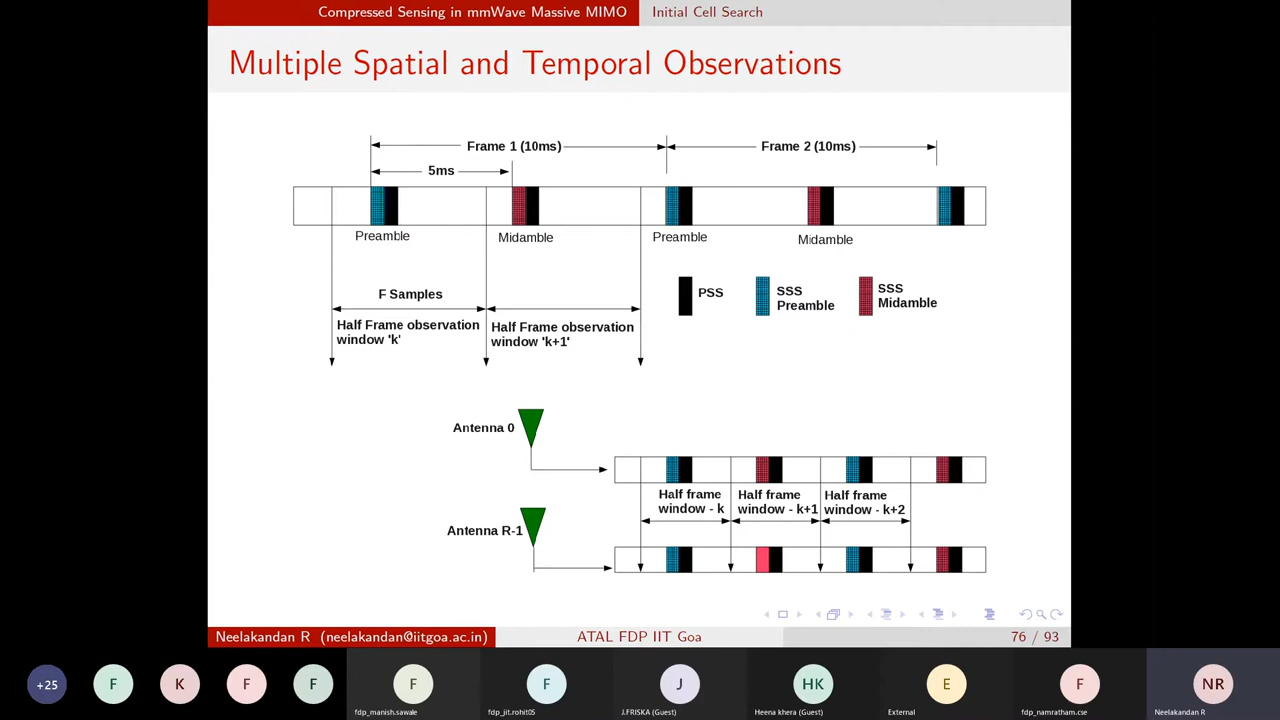 Compressed Sensing in mmWave Massive MIMO
Initial Cell Search
Multiple Spatial and Temporal Observations
Frame 1 (10ms)
Frame 2 (10ms)
5ms
Preamble
Midamble
Preamble
Midamble
F Samples
Half Frame observation
window 'k'
Half Frame observation
window 'k+1'
PSS
SSS
Preamble
SSS
Midamble
Antenna 0
Half frame
window - k
Half frame
window - k+1
Half frame
window - k+2
Antenna R-1
Neelakandan R (neelakandan@iitgoa.ac.in)
ATAL FDP IIT Goa
76 / 93
+25
F
K
F
F
F
F
J
HK
E
F
NR
fdp_manish.sawale
fdp_jit.rohit05
J.FRISKA (Guest)
Heena khera (Guest)
External
fdp_namratham.cse
Neelakandan R